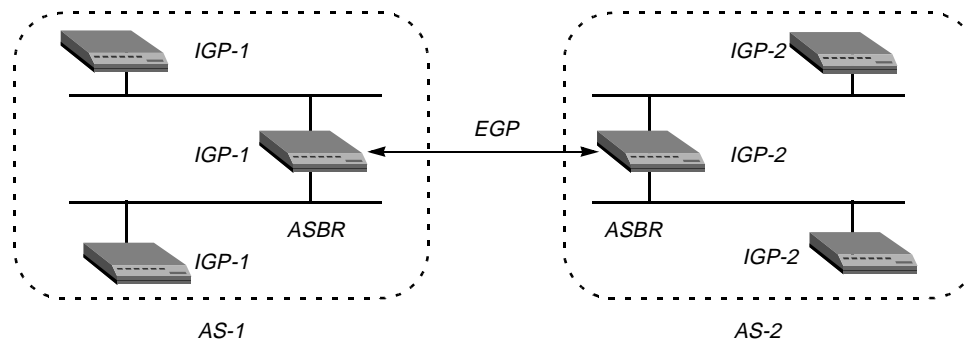 IGP-1
IGP-2
EGP
IGP-1
IGP-2
ASBR
ASBR
IGP-1
IGP-2
AS-1
AS-2